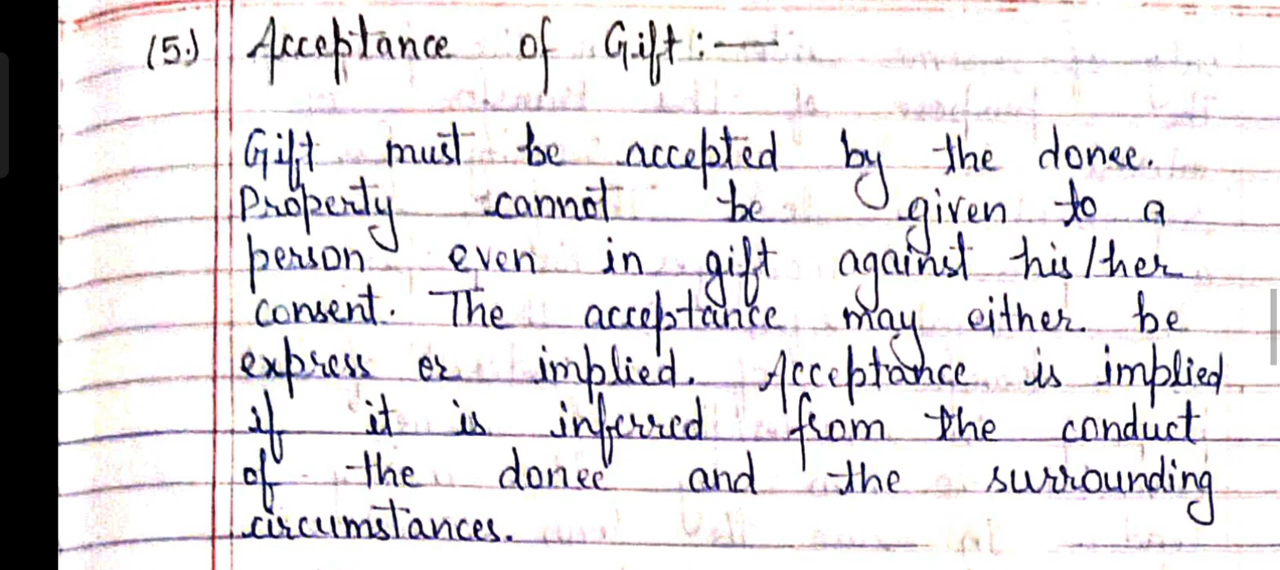 (5.) Acceptance of Gift :—
Gift must be accepted by the donee.
Property cannot be given to a
person even in gift against his/her
consent. The acceptance may either be
express or implied. Acceptance is implied
if it is inferred from the conduct
of the donee and the surrounding
circumstances.